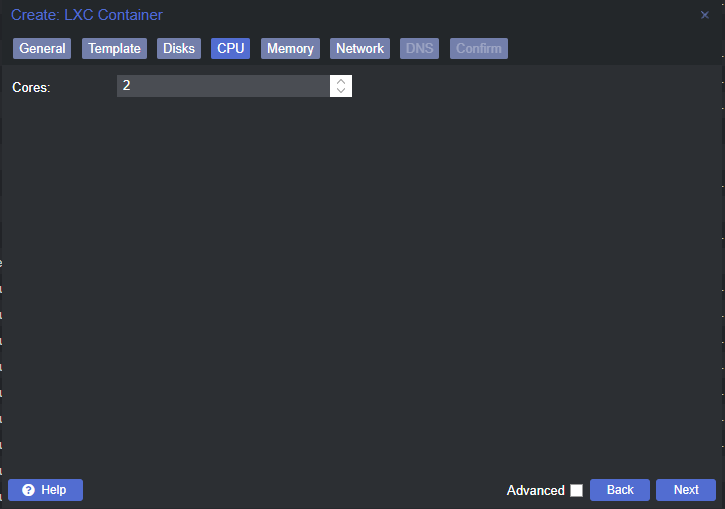 Create: LXC Container
General Template Disks CPU Memory Network DNS Confirm
Cores: 2
Help Advanced Back Next